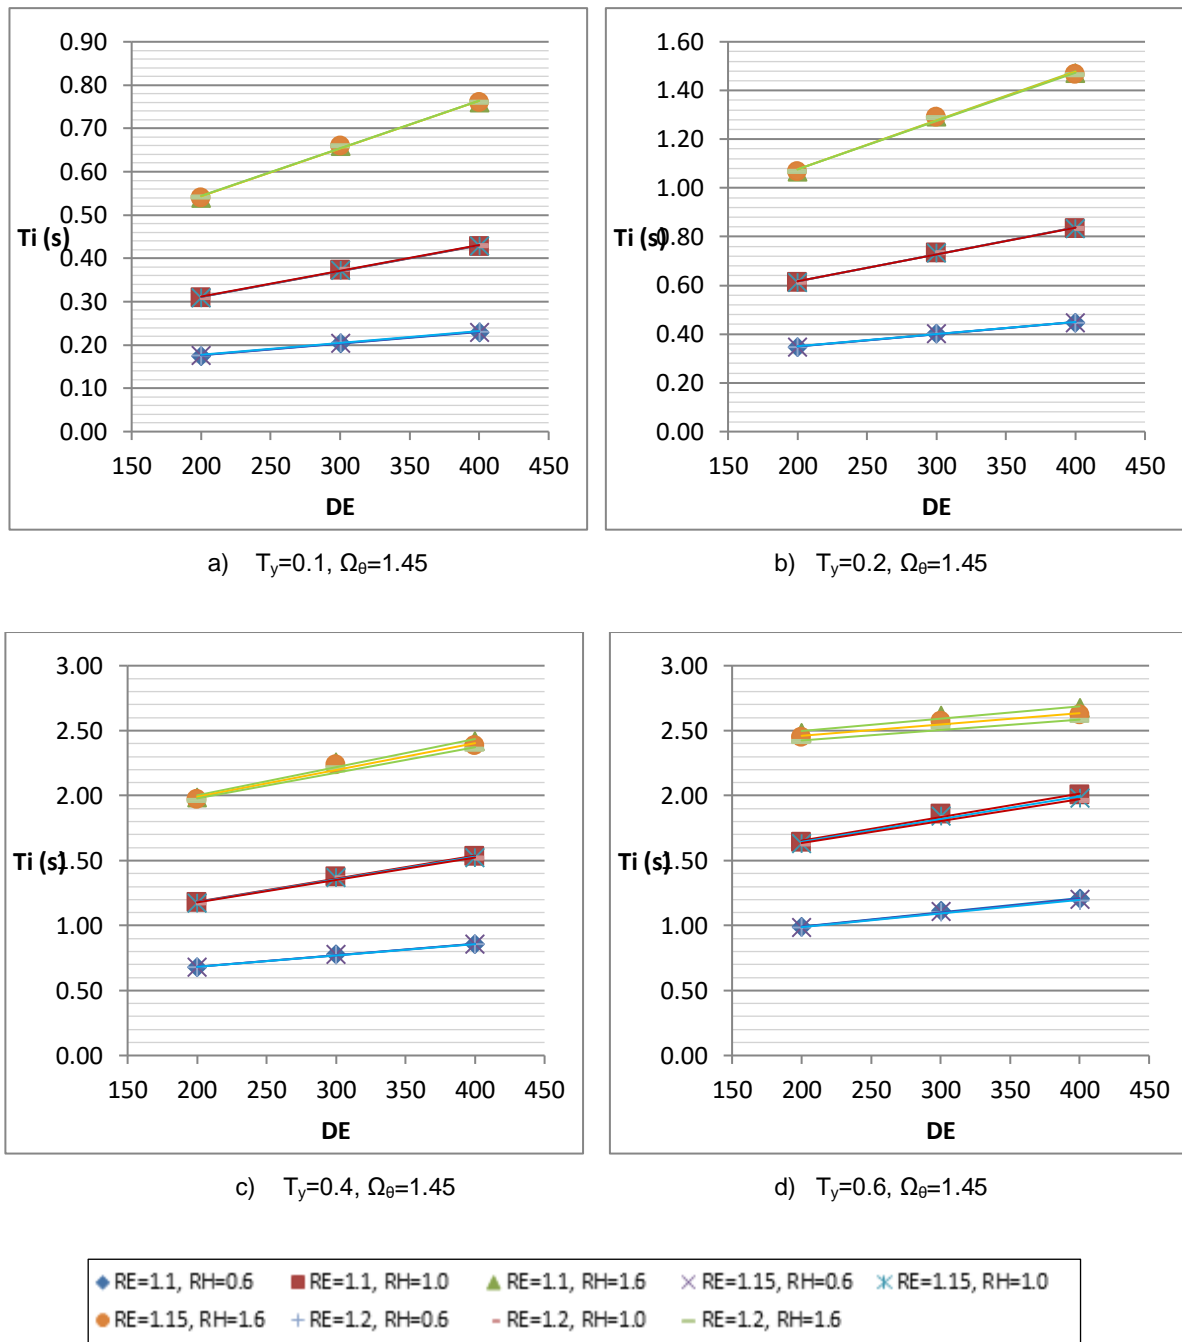 0.90
0.80
0.70
0.60
0.50
0.40
0.30
0.20
0.10
0.00
Ti (s)
150 200 250 300 350 400 450
DE
a) Ty=0.1, Ωθ=1.45
1.60
1.40
1.20
1.00
0.80
0.60
0.40
0.20
0.00
Ti (s)
150 200 250 300 350 400 450
DE
b) Ty=0.2, Ωθ=1.45
3.00
2.50
2.00
1.50
1.00
0.50
0.00
Ti (s)
150 200 250 300 350 400 450
DE
c) Ty=0.4, Ωθ=1.45
3.00
2.50
2.00
1.50
1.00
0.50
0.00
Ti (s)
150 200 250 300 350 400 450
DE
d) Ty=0.6, Ωθ=1.45
RE=1.1, RH=0.6 RE=1.1, RH=1.0 RE=1.1, RH=1.6 RE=1.15, RH=0.6 RE=1.15, RH=1.0
RE=1.15, RH=1.6 RE=1.2, RH=0.6 RE=1.2, RH=1.0 RE=1.2, RH=1.6